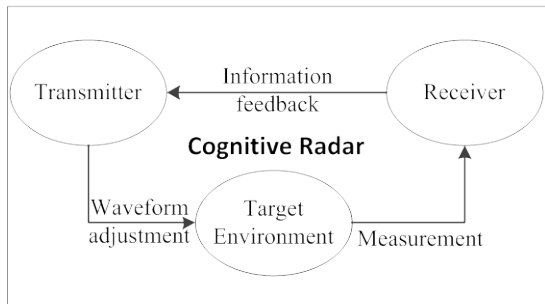 Transmitter
Information
feedback
Receiver
Cognitive Radar
Waveform
adjustment
Target
Environment
Measurement